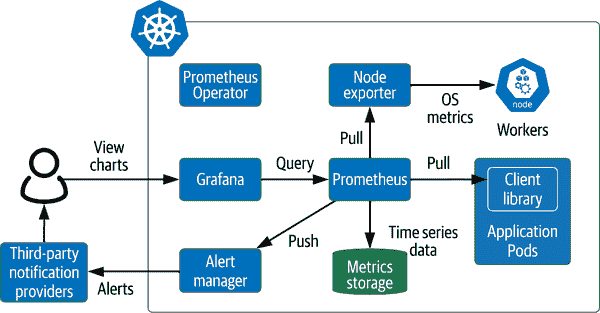 Prometheus
Operator
Node
exporter
OS
metrics
node
Workers
View
charts
Pull
Grafana
Query
Prometheus
Pull
Client
library
Application
Pods
Push
Time series
data
Third-party
notification
providers
Alerts
Alert
manager
Metrics
storage